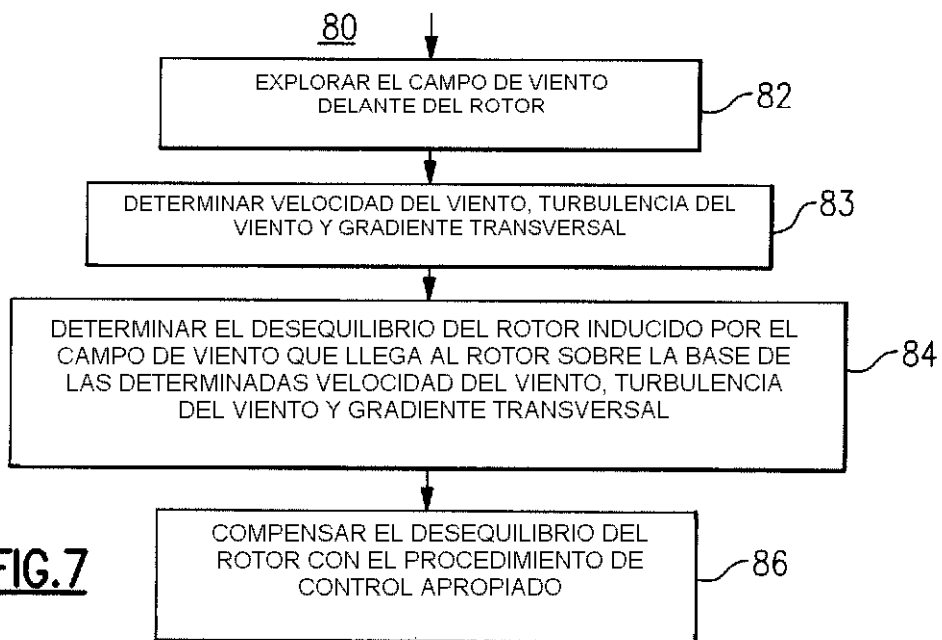 80
EXPLORAR EL CAMPO DE VIENTO
DELANTE DEL ROTOR
82
DETERMINAR VELOCIDAD DEL VIENTO, TURBULENCIA DEL
VIENTO Y GRADIENTE TRANSVERSAL
83
DETERMINAR EL DESEQUILIBRIO DEL ROTOR INDUCIDO POR EL
CAMPO DE VIENTO QUE LLEGA AL ROTOR SOBRE LA BASE DE
LAS DETERMINADAS VELOCIDAD DEL VIENTO, TURBULENCIA
DEL VIENTO Y GRADIENTE TRANSVERSAL
84
COMPENSAR EL DESEQUILIBRIO DEL
ROTOR CON EL PROCEDIMIENTO DE
CONTROL APROPIADO
86
FIG.7